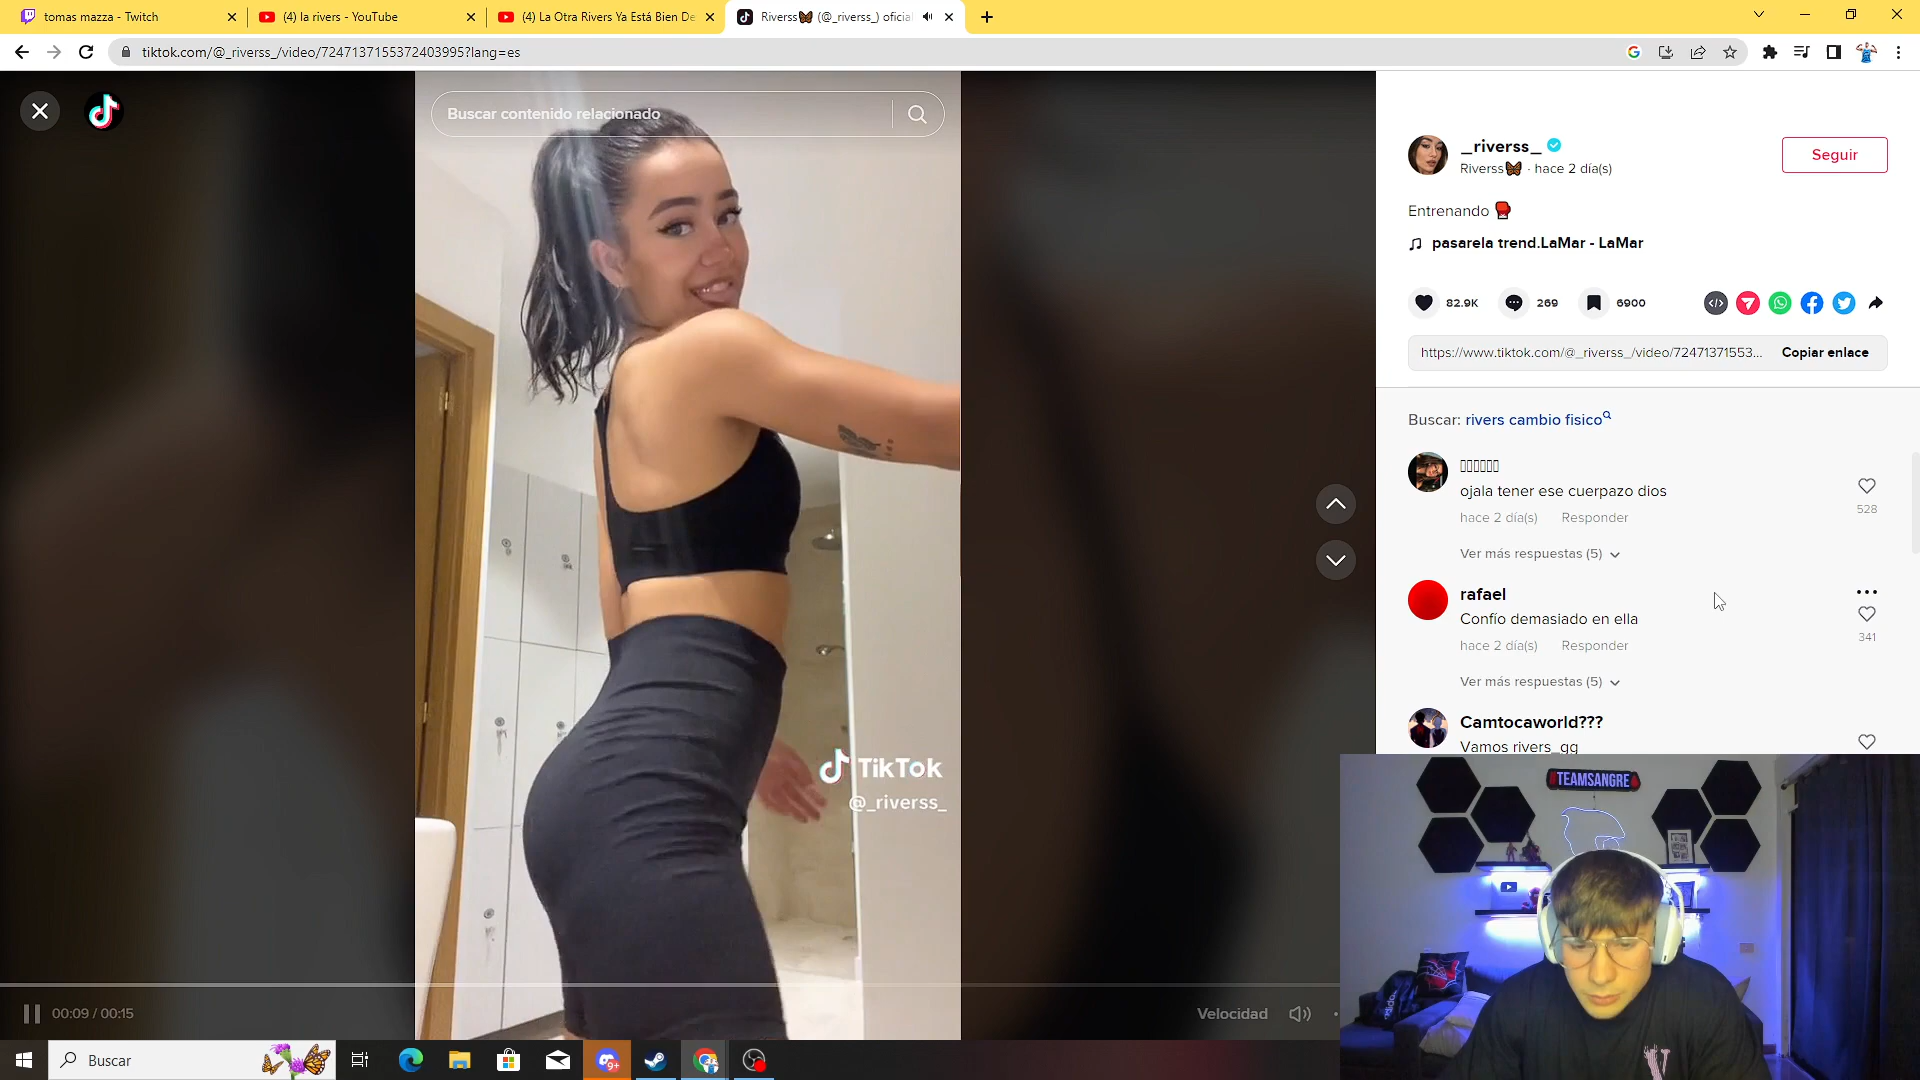 tomas mazza - Twitch
(4) la rivers - YouTube
(4) La Otra Rivers Ya Está Bien De
Riverss🦋 (@_riverss_) oficial
tiktok.com/@_riverss_/video/7247137155372403995?lang=es
Buscar contenido relacionado
_riverss_
Riverss🦋 · hace 2 día(s)
Seguir
Entrenando 🥊
pasarela trend.LaMar - LaMar
82.9K
269
6900
https://www.tiktok.com/@_riverss_/video/72471371553...
Copiar enlace
Buscar: rivers cambio fisico
ojala tener ese cuerpazo dios
hace 2 día(s) Responder
528
Ver más respuestas (5)
rafael
Confío demasiado en ella
hace 2 día(s) Responder
341
Ver más respuestas (5)
Camtocaworld???
Vamos rivers_gg
TikTok
@_riverss_
#TEAMSANGRE
adidas
00:09 / 00:15
Velocidad
Buscar
9+